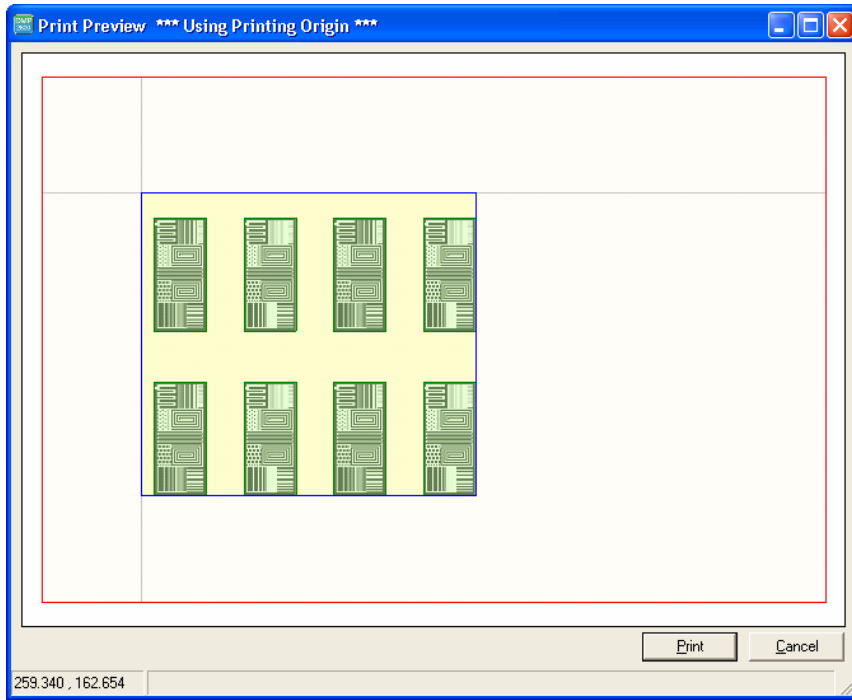 Print Preview *** Using Printing Origin ***
Print
Cancel
259.340 , 162.654